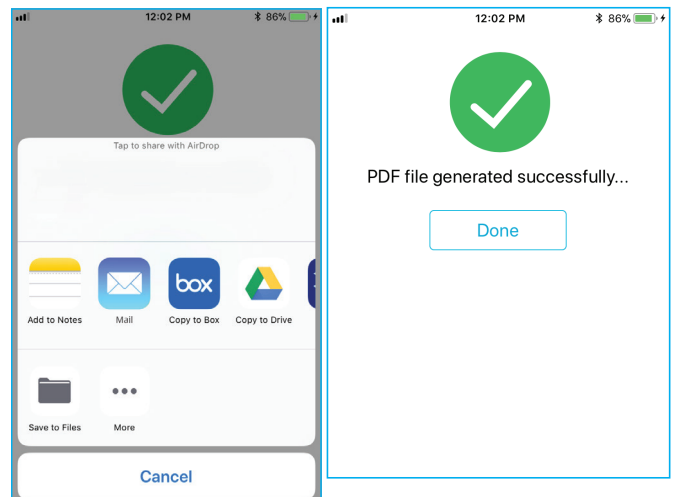 12:02 PM
86%
Tap to share with AirDrop
box
Add to Notes
Mail
Copy to Box
Copy to Drive
Save to Files
More
Cancel
12:02 PM
86%
PDF file generated successfully...
Done